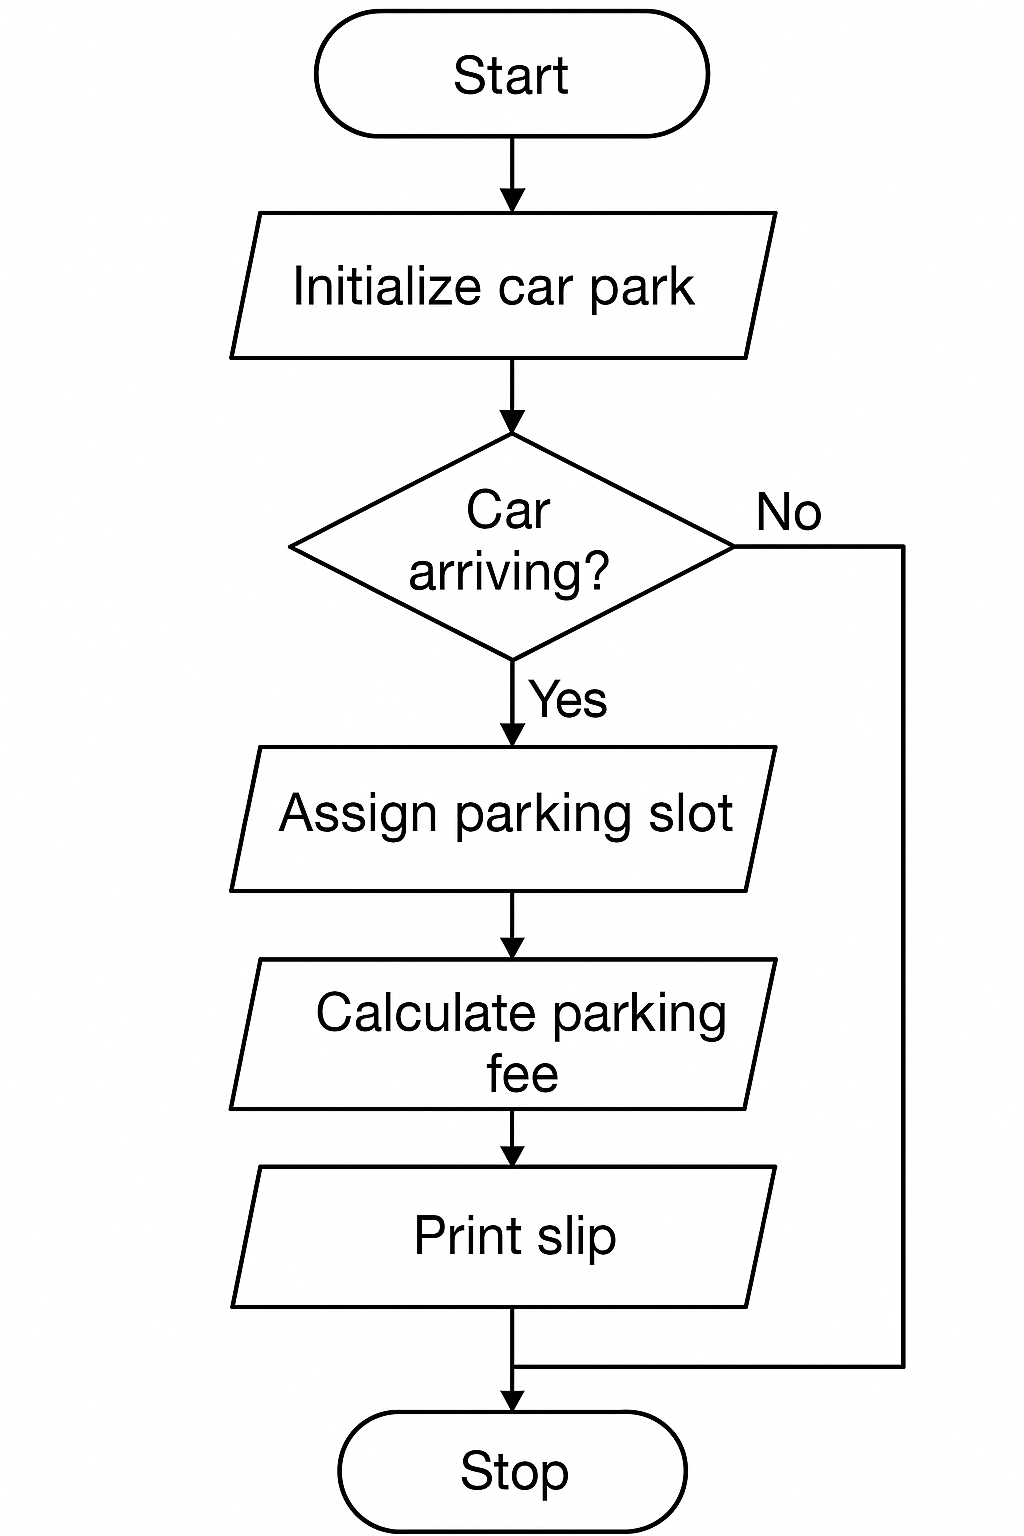 Start
Initialize car park
Car
arriving?
No
Yes
Assign parking slot
Calculate parking
fee
Print slip
Stop